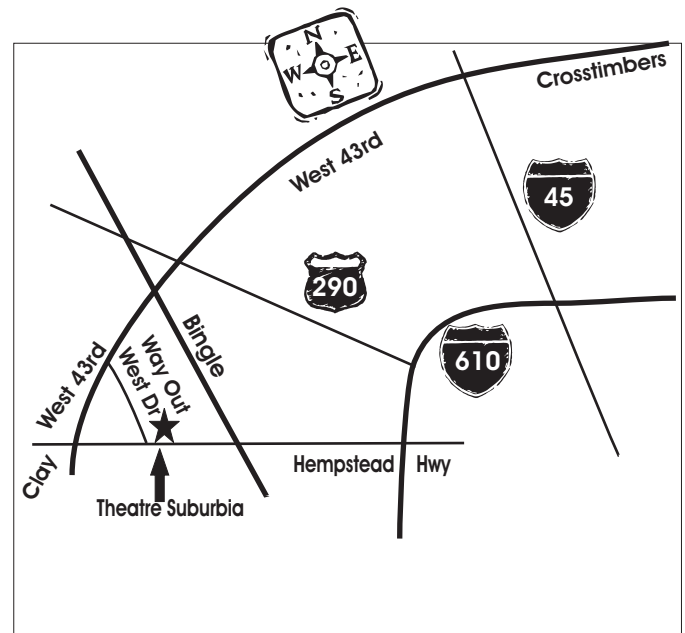 N
W E
S
Crosstimbers
West 43rd
45
290
Bingle
610
Way Out
West Dr
West 43rd
Clay
Hempstead Hwy
Theatre Suburbia